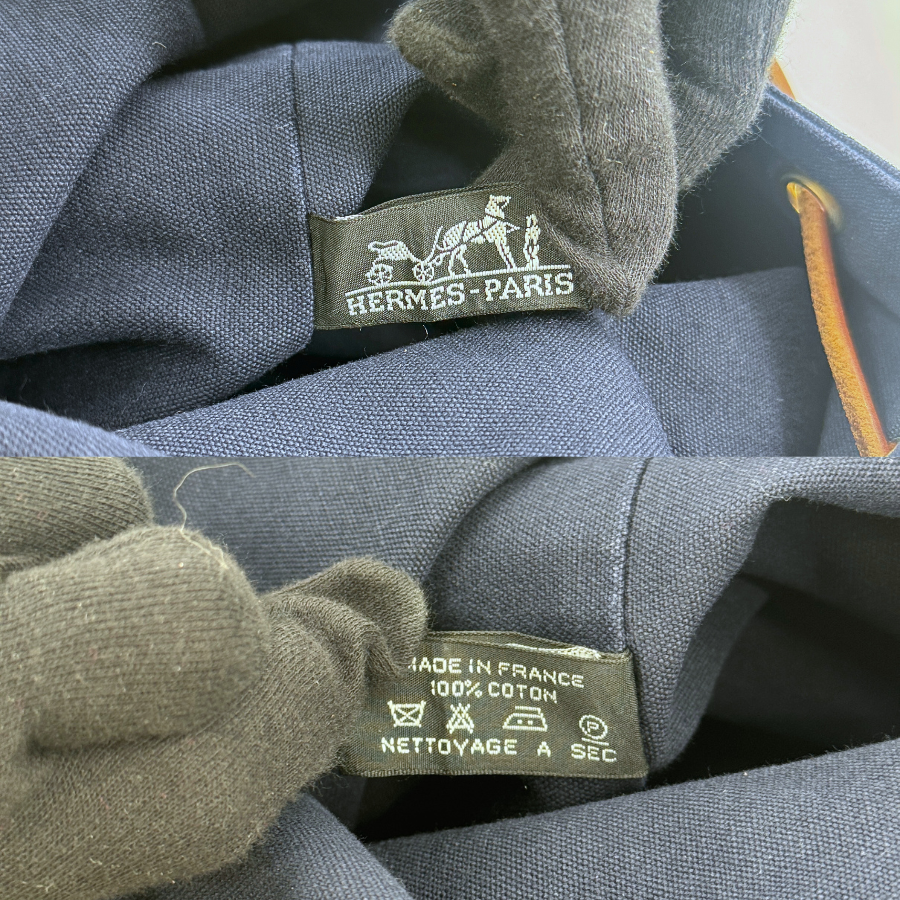 HERMES-PARIS
MADE IN FRANCE
100% COTON
P
NETTOYAGE A SEC